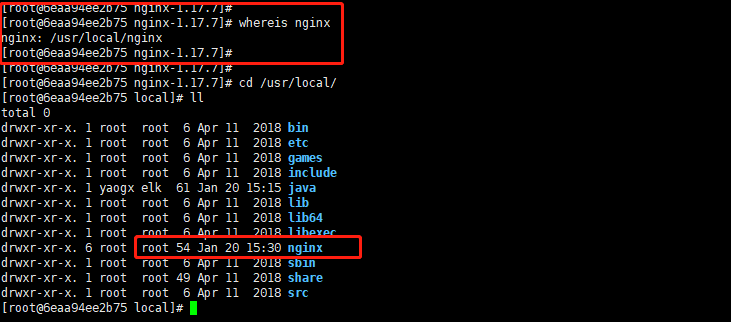 [root@6eaa94ee2b75 nginx-1.17.7]#
[root@6eaa94ee2b75 nginx-1.17.7]# whereis nginx
nginx: /usr/local/nginx
[root@6eaa94ee2b75 nginx-1.17.7]#
[root@6eaa94ee2b75 nginx-1.17.7]#
[root@6eaa94ee2b75 nginx-1.17.7]# cd /usr/local/
[root@6eaa94ee2b75 local]# ll
total 0
drwxr-xr-x. 1 root  root  6 Apr 11  2018 bin
drwxr-xr-x. 1 root  root  6 Apr 11  2018 etc
drwxr-xr-x. 1 root  root  6 Apr 11  2018 games
drwxr-xr-x. 1 root  root  6 Apr 11  2018 include
drwxr-xr-x. 1 yaogx elk  61 Jan 20 15:15 java
drwxr-xr-x. 1 root  root  6 Apr 11  2018 lib
drwxr-xr-x. 1 root  root  6 Apr 11  2018 lib64
drwxr-xr-x. 1 root  root  6 Apr 11  2018 libexec
drwxr-xr-x. 6 root  root 54 Jan 20 15:30 nginx
drwxr-xr-x. 1 root  root  6 Apr 11  2018 sbin
drwxr-xr-x. 1 root  root 49 Apr 11  2018 share
drwxr-xr-x. 1 root  root  6 Apr 11  2018 src
[root@6eaa94ee2b75 local]#